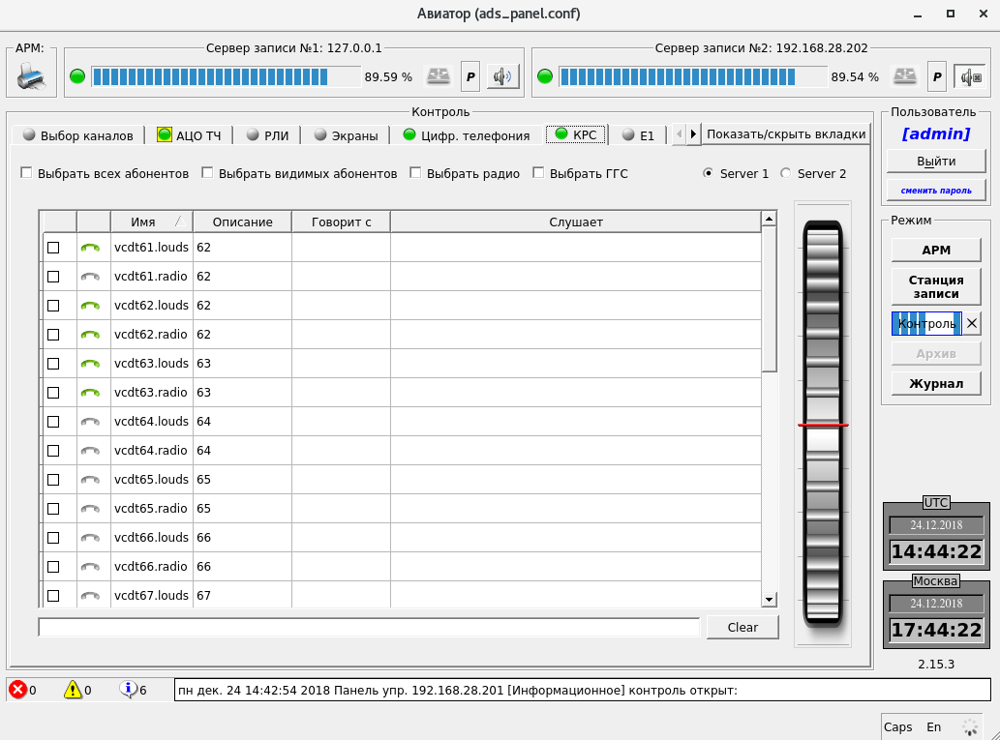 Авиатор (ads_panel.conf)
АРМ:
Сервер записи №1: 127.0.0.1
89.59 %
P
Сервер записи №2: 192.168.28.202
89.54 %
P
Контроль
Выбор каналов
АЦО ТЧ
РЛИ
Экраны
Цифр. телефония
КРС
E1
Показать/скрыть вкладки
Выбрать всех абонентов
Выбрать видимых абонентов
Выбрать радио
Выбрать ГГС
Server 1
Server 2
Имя Описание Говорит с Слушает
vcdt61.louds 62
vcdt61.radio 62
vcdt62.louds 62
vcdt62.radio 62
vcdt63.louds 63
vcdt63.radio 63
vcdt64.louds 64
vcdt64.radio 64
vcdt65.louds 65
vcdt65.radio 65
vcdt66.louds 66
vcdt66.radio 66
vcdt67.louds 67
Clear
Пользователь
[admin]
Выйти
сменить пароль
Режим
АРМ
Станция
записи
Контроль
Архив
Журнал
UTC
24.12.2018
14:44:22
Москва
24.12.2018
17:44:22
2.15.3
0
0
6
пн дек. 24 14:42:54 2018 Панель упр. 192.168.28.201 [Информационное] контроль открыт:
Caps En